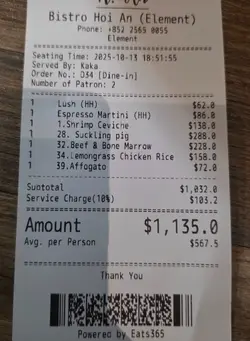 Bistro Hoi An (Element)
Phone: +852 2569 0055
Element
Seating Time: 2025-10-13 18:51:55
Served By: Kaka
Order No.: D34 [Dine-in]
Number of Patron: 2
1 Lush (HH) $62.0
1 Espresso Martini (HH) $86.0
1 1.Shrimp Ceviche $138.0
1 28. Suckling pig $288.0
1 32.Beef & Bone Marrow $228.0
1 34.Lemongrass Chicken Rice $158.0
1 39.Affogato $72.0
Subtotal $1,032.0
Service Charge(10%) $103.2
Amount $1,135.0
Avg. per Person $567.5
Thank You
Powered by Eats365